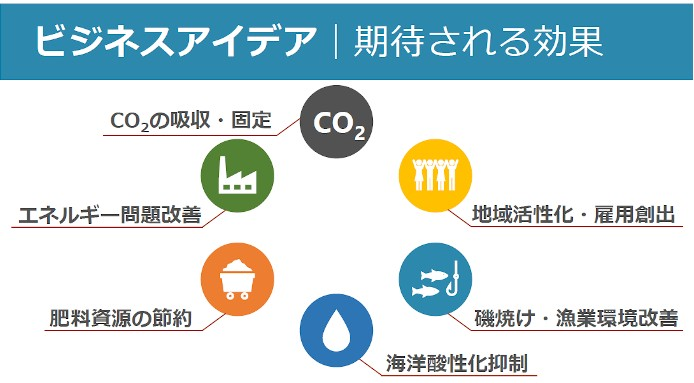 ビジネスアイデア｜期待される効果
CO₂の吸収・固定
CO₂
エネルギー問題改善
地域活性化・雇用創出
肥料資源の節約
磯焼け・漁業環境改善
海洋酸性化抑制